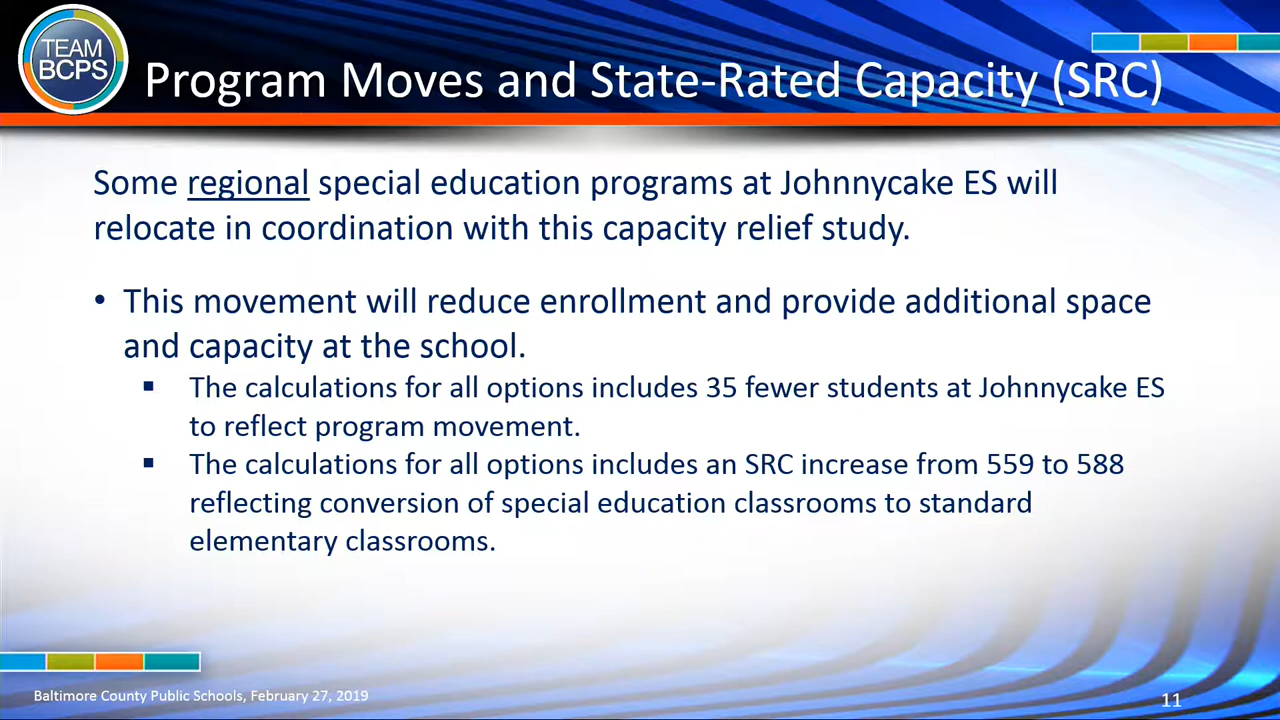 TEAM
BCPS
Program Moves and State-Rated Capacity (SRC)
Some regional special education programs at Johnnycake ES will
relocate in coordination with this capacity relief study.
• This movement will reduce enrollment and provide additional space
and capacity at the school.
▪ The calculations for all options includes 35 fewer students at Johnnycake ES
to reflect program movement.
▪ The calculations for all options includes an SRC increase from 559 to 588
reflecting conversion of special education classrooms to standard
elementary classrooms.
Baltimore County Public Schools, February 27, 2019
11